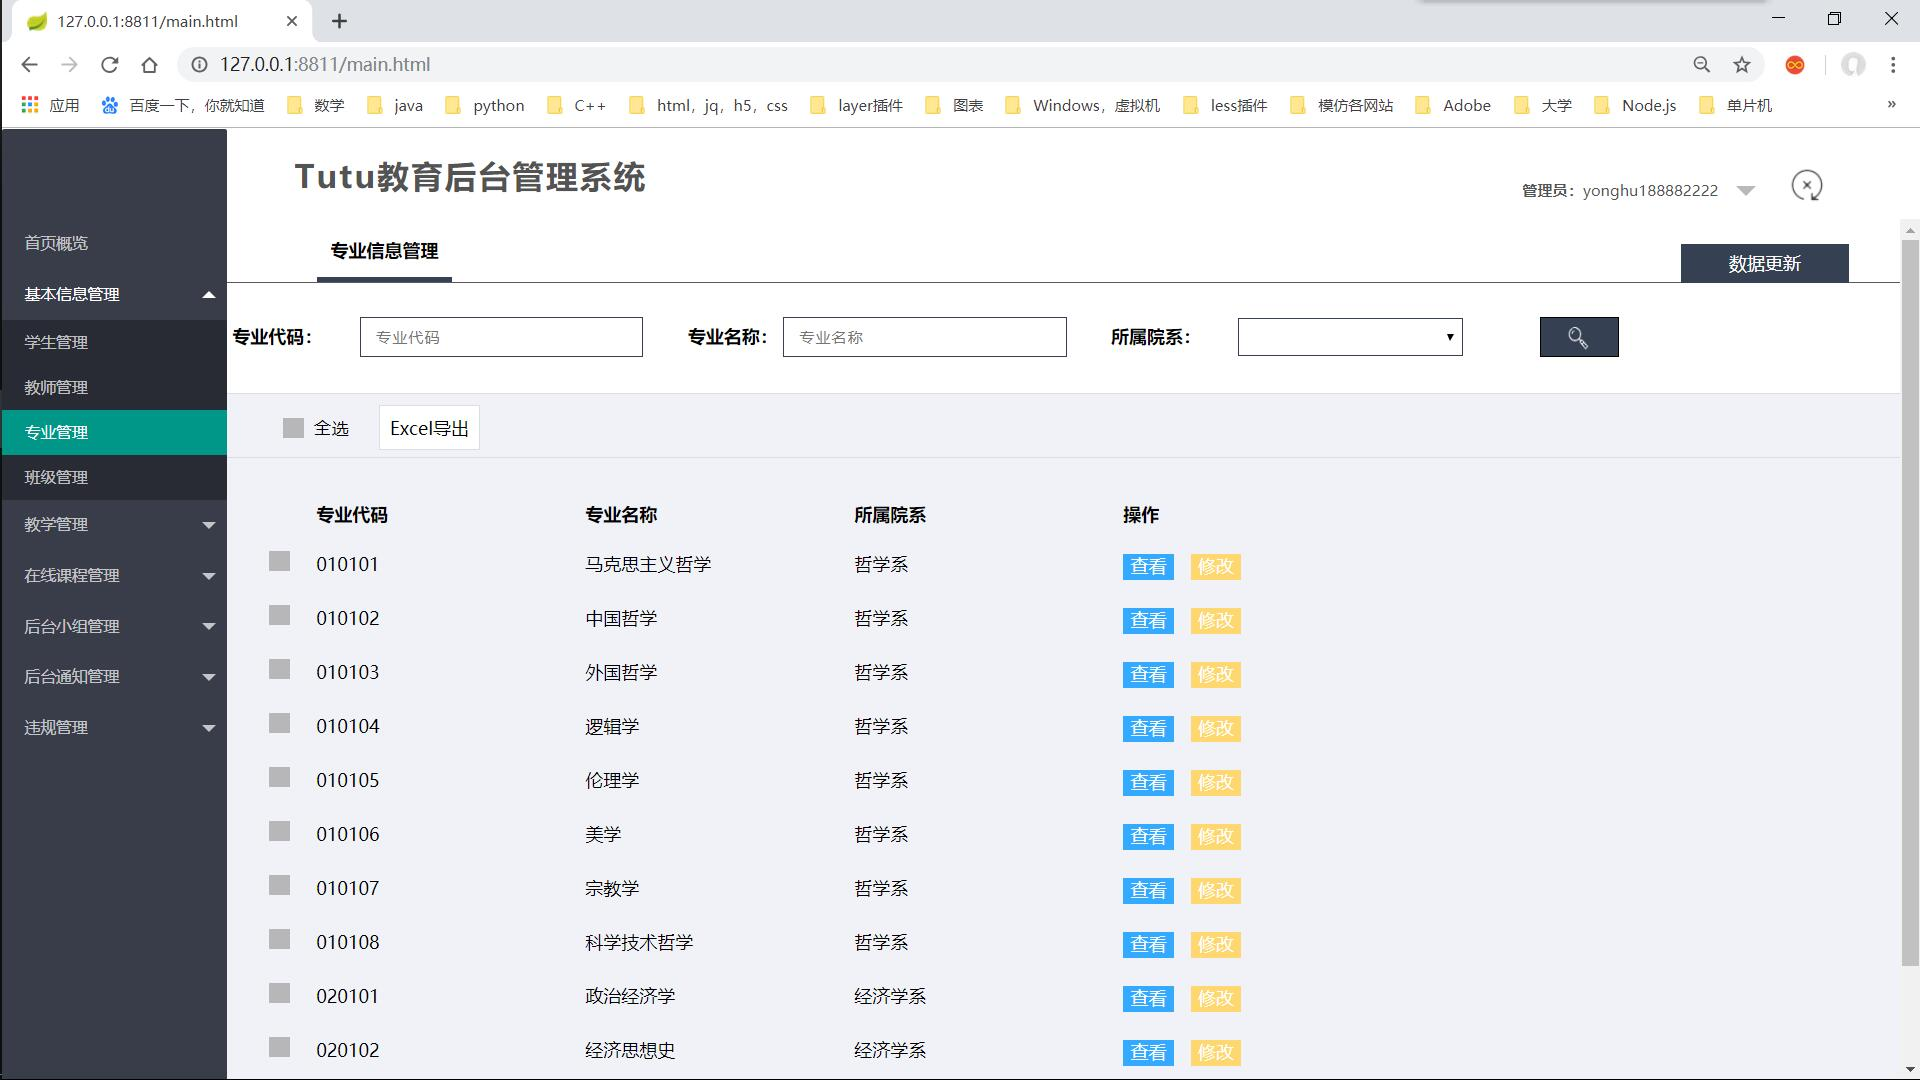 127.0.0.1:8811/main.html
127.0.0.1:8811/main.html
应用 百度一下，你就知道 数学 java python C++ html，jq，h5，css layer插件 图表 Windows，虚拟机 less插件 模仿各网站 Adobe 大学 Node.js 单片机 »
Tutu教育后台管理系统
管理员：yonghu188882222
首页概览
基本信息管理
学生管理
教师管理
专业管理
班级管理
教学管理
在线课程管理
后台小组管理
后台通知管理
违规管理
专业信息管理
数据更新
专业代码： 专业代码 专业名称： 专业名称 所属院系：
全选 Excel导出
专业代码 专业名称 所属院系 操作
010101 马克思主义哲学 哲学系 查看 修改
010102 中国哲学 哲学系 查看 修改
010103 外国哲学 哲学系 查看 修改
010104 逻辑学 哲学系 查看 修改
010105 伦理学 哲学系 查看 修改
010106 美学 哲学系 查看 修改
010107 宗教学 哲学系 查看 修改
010108 科学技术哲学 哲学系 查看 修改
020101 政治经济学 经济学系 查看 修改
020102 经济思想史 经济学系 查看 修改